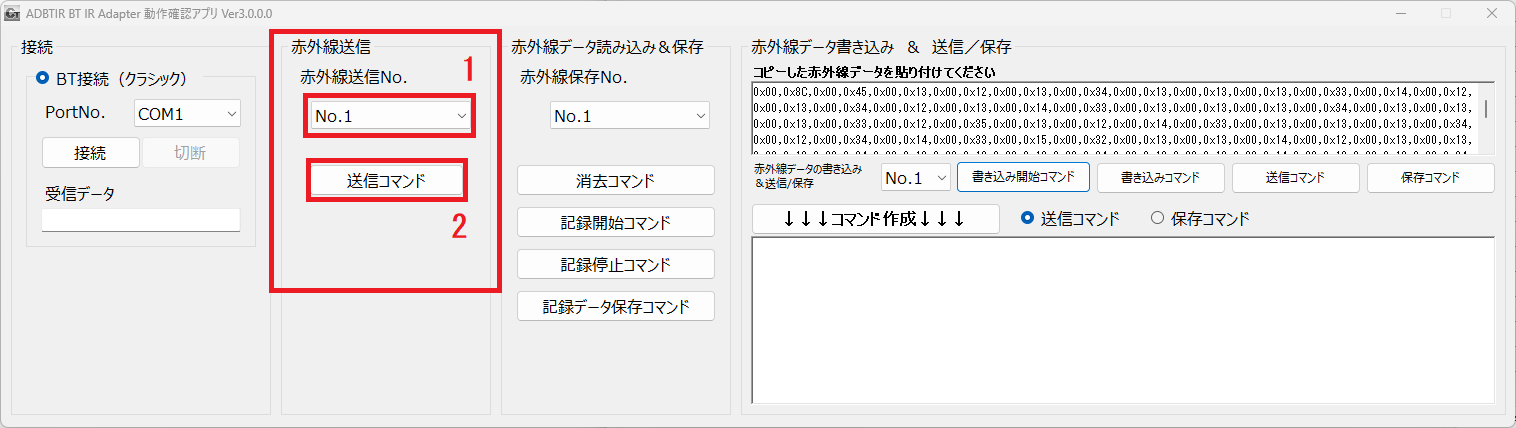 ADBTIR BT IR Adapter 動作確認アプリ Ver3.0.0.0
接続
BT接続（クラシック）
PortNo.
COM1
接続
切断
受信データ
赤外線送信
1
赤外線送信No.
No.1
送信コマンド
2
赤外線データ読み込み＆保存
赤外線保存No.
No.1
消去コマンド
記録開始コマンド
記録停止コマンド
記録データ保存コマンド
赤外線データ書き込み ＆ 送信／保存
コピーした赤外線データを貼り付けてください
0x00,0x8C,0x00,0x45,0x00,0x13,0x00,0x12,0x00,0x34,0x00,0x13,0x00,0x13,0x00,0x13,0x00,0x33,0x00,0x14,0x00,0x12,
0x00,0x13,0x00,0x34,0x00,0x12,0x00,0x14,0x00,0x33,0x00,0x13,0x00,0x13,0x00,0x13,0x00,0x34,0x00,0x13,0x00,0x13,
0x00,0x13,0x00,0x33,0x00,0x12,0x00,0x35,0x00,0x13,0x00,0x12,0x00,0x14,0x00,0x33,0x00,0x13,0x00,0x13,0x00,0x34,
0x00,0x12,0x00,0x34,0x00,0x14,0x00,0x33,0x00,0x15,0x00,0x32,0x00,0x13,0x00,0x34,0x00,0x13,0x00,0x12,0x00,0x13,
赤外線データの書き込み
＆送信/保存
No.1
書き込み開始コマンド
書き込みコマンド
送信コマンド
保存コマンド
↓↓↓コマンド作成↓↓↓
送信コマンド
保存コマンド